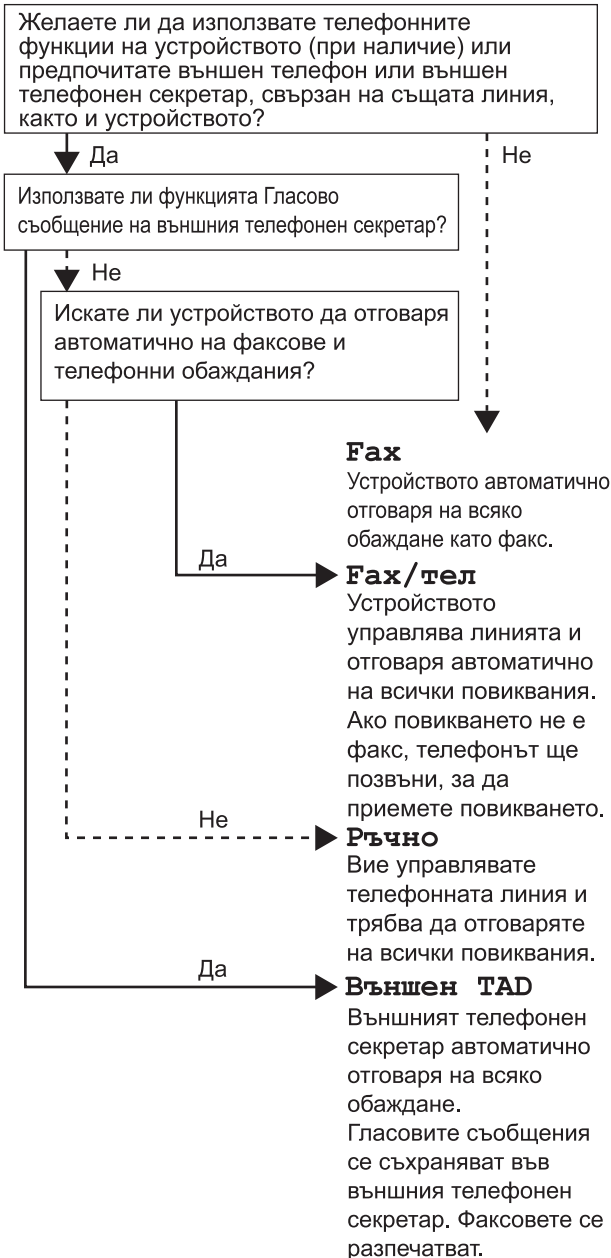 Желаете ли да използвате телефонните
функции на устройството (при наличие) или
предпочитате външен телефон или външен
телефонен секретар, свързан на същата линия,
както и устройството?
Да
Не
Използвате ли функцията Гласово
съобщение на външния телефонен секретар?
Не
Искате ли устройството да отговаря
автоматично на факсове и
телефонни обаждания?
Fax
Устройството автоматично
отговаря на всяко
обаждане като факс.
Да
Fax/тел
Устройството
управлява линията и
отговаря автоматично
на всички повиквания.
Ако повикването не е
факс, телефонът ще
позвъни, за да
приемете повикването.
Не
Ръчно
Вие управлявате
телефонната линия и
трябва да отговаряте
на всички повиквания.
Да
Външен TAD
Външният телефонен
секретар автоматично
отговаря на всяко
обаждане.
Гласовите съобщения
се съхраняват във
външния телефонен
секретар. Факсовете се
разпечатват.